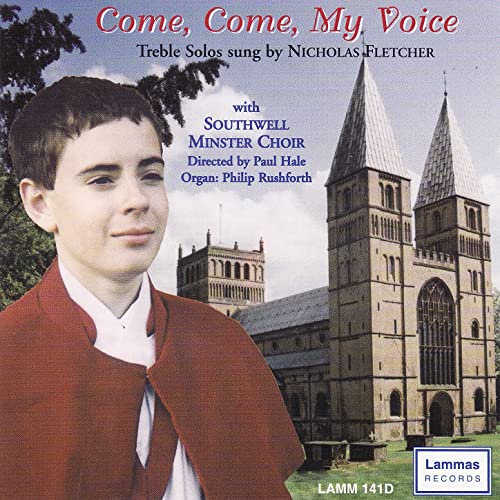 Come, Come, My Voice
Treble Solos sung by NICHOLAS FLETCHER
with
SOUTHWELL
MINSTER CHOIR
Directed by Paul Hale
Organ: Philip Rushforth
Lammas
RECORDS
LAMM 141D